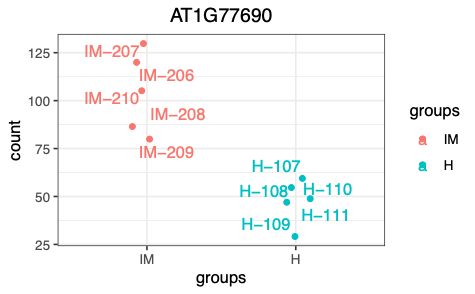 AT1G77690
count
125
100
75
50
25
IM−207
IM−206
IM−210
IM−208
IM−209
H−107
H−108
H−110
H−111
H−109
IM
H
groups
groups
a IM
a H